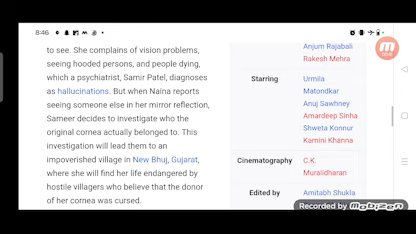 8:46
to see. She complains of vision problems,
seeing hooded persons, and people dying,
which a psychiatrist, Samir Patel, diagnoses
as hallucinations. But when Naina reports
seeing someone else in her mirror reflection,
Sameer decides to investigate who the
original cornea actually belonged to. This
investigation will lead them to an
impoverished village in New Bhuj, Gujarat,
where she will find her life endangered by
hostile villagers who believe that the donor
of her cornea was cursed.
Anjum Rajabali
Rakesh Mehra
Starring
Urmila
Matondkar
Anuj Sawhney
Amardeep Sinha
Shweta Konnur
Kamini Khanna
Cinematography
C.K.
Muralidharan
Edited by
Amitabh Shukla
Recorded by Mobizen